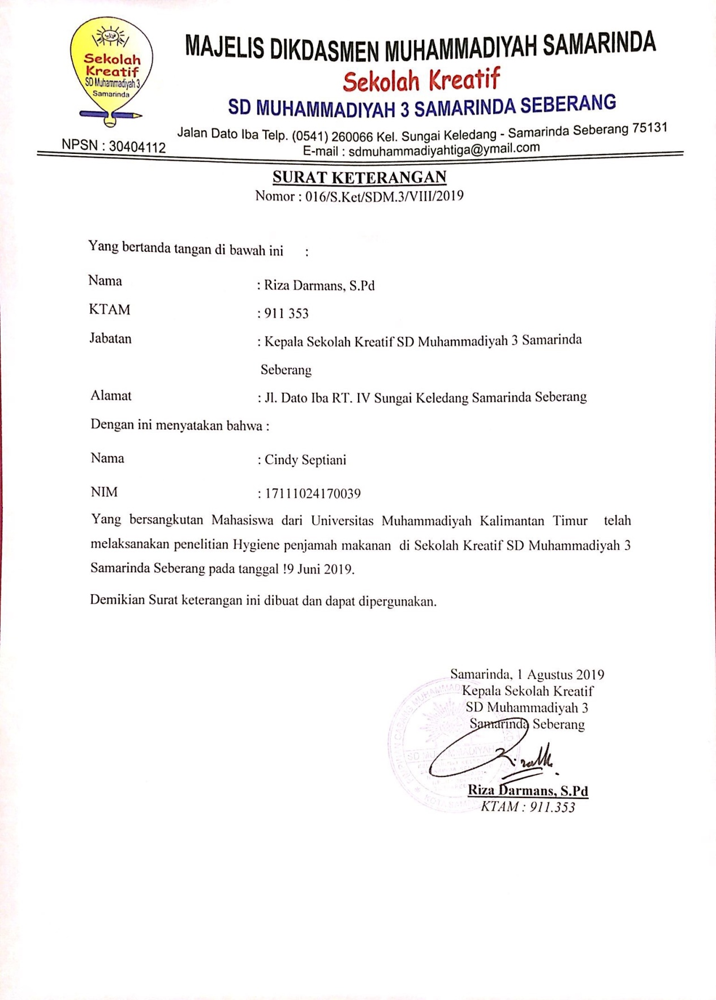 Sekolah
Kreatif
SD Muhammadiyah 3
Samarinda
NPSN : 30404112
MAJELIS DIKDASMEN MUHAMMADIYAH SAMARINDA
Sekolah Kreatif
SD MUHAMMADIYAH 3 SAMARINDA SEBERANG
Jalan Dato Iba Telp. (0541) 260066 Kel. Sungai Keledang - Samarinda Seberang 75131
E-mail : sdmuhammadiyahtiga@ymail.com
SURAT KETERANGAN
Nomor : 016/S.Ket/SDM.3/VIII/2019
Yang bertanda tangan di bawah ini :
Nama : Riza Darmans, S.Pd
KTAM : 911 353
Jabatan : Kepala Sekolah Kreatif SD Muhammadiyah 3 Samarinda
Seberang
Alamat : Jl. Dato Iba RT. IV Sungai Keledang Samarinda Seberang
Dengan ini menyatakan bahwa :
Nama : Cindy Septiani
NIM : 17111024170039
Yang bersangkutan Mahasiswa dari Universitas Muhammadiyah Kalimantan Timur telah
melaksanakan penelitian Hygiene penjamah makanan di Sekolah Kreatif SD Muhammadiyah 3
Samarinda Seberang pada tanggal !9 Juni 2019.
Demikian Surat keterangan ini dibuat dan dapat dipergunakan.
Samarinda, 1 Agustus 2019
Kepala Sekolah Kreatif
SD Muhammadiyah 3
Samarinda Seberang
SD MUHAMMADIYAH
Riza Darmans, S.Pd
KTAM : 911.353